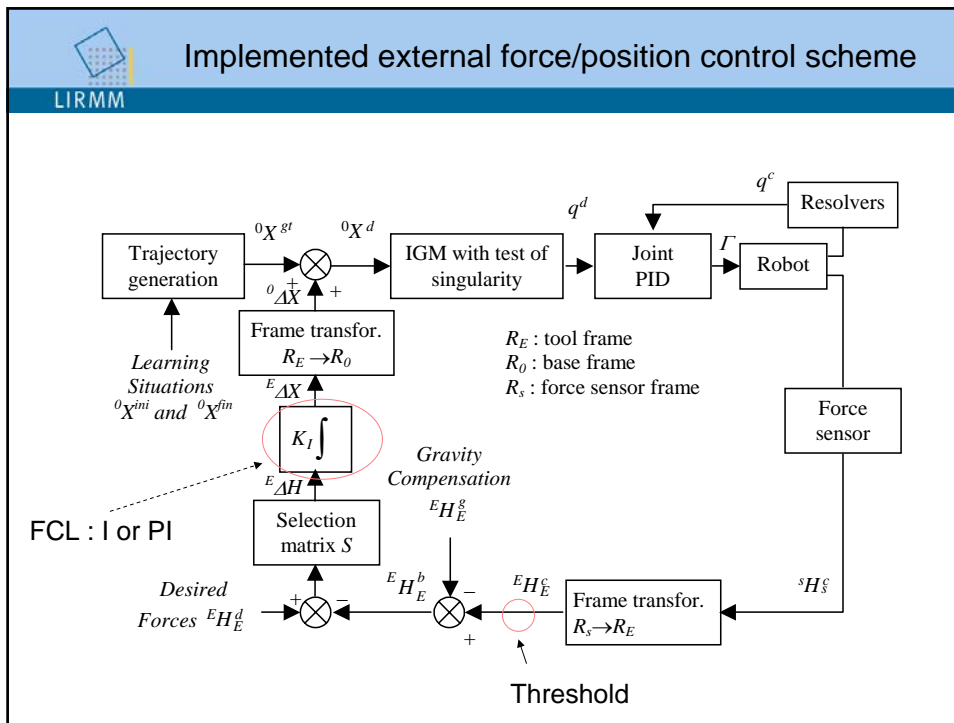 Implemented external force/position control scheme
LIRMM
q^c
Resolvers
^0X^{gt}
^0X^d
q^d
Γ
Trajectory
generation
+
+
IGM with test of
singularity
Joint
PID
Robot
^0ΔX
Frame transfor.
R_E→R_0
R_E : tool frame
R_0 : base frame
R_s : force sensor frame
Learning
Situations
^0X^{ini} and ^0X^{fin}
^EΔX
K_I ∫
Force
sensor
Gravity
Compensation
^EH_E^g
^EΔH
FCL : I or PI
Selection
matrix S
Desired
Forces ^EH_E^d
+
−
^EH_E^b
−
+
^EH_E^c
Frame transfor.
R_s→R_E
^sH_s^c
Threshold